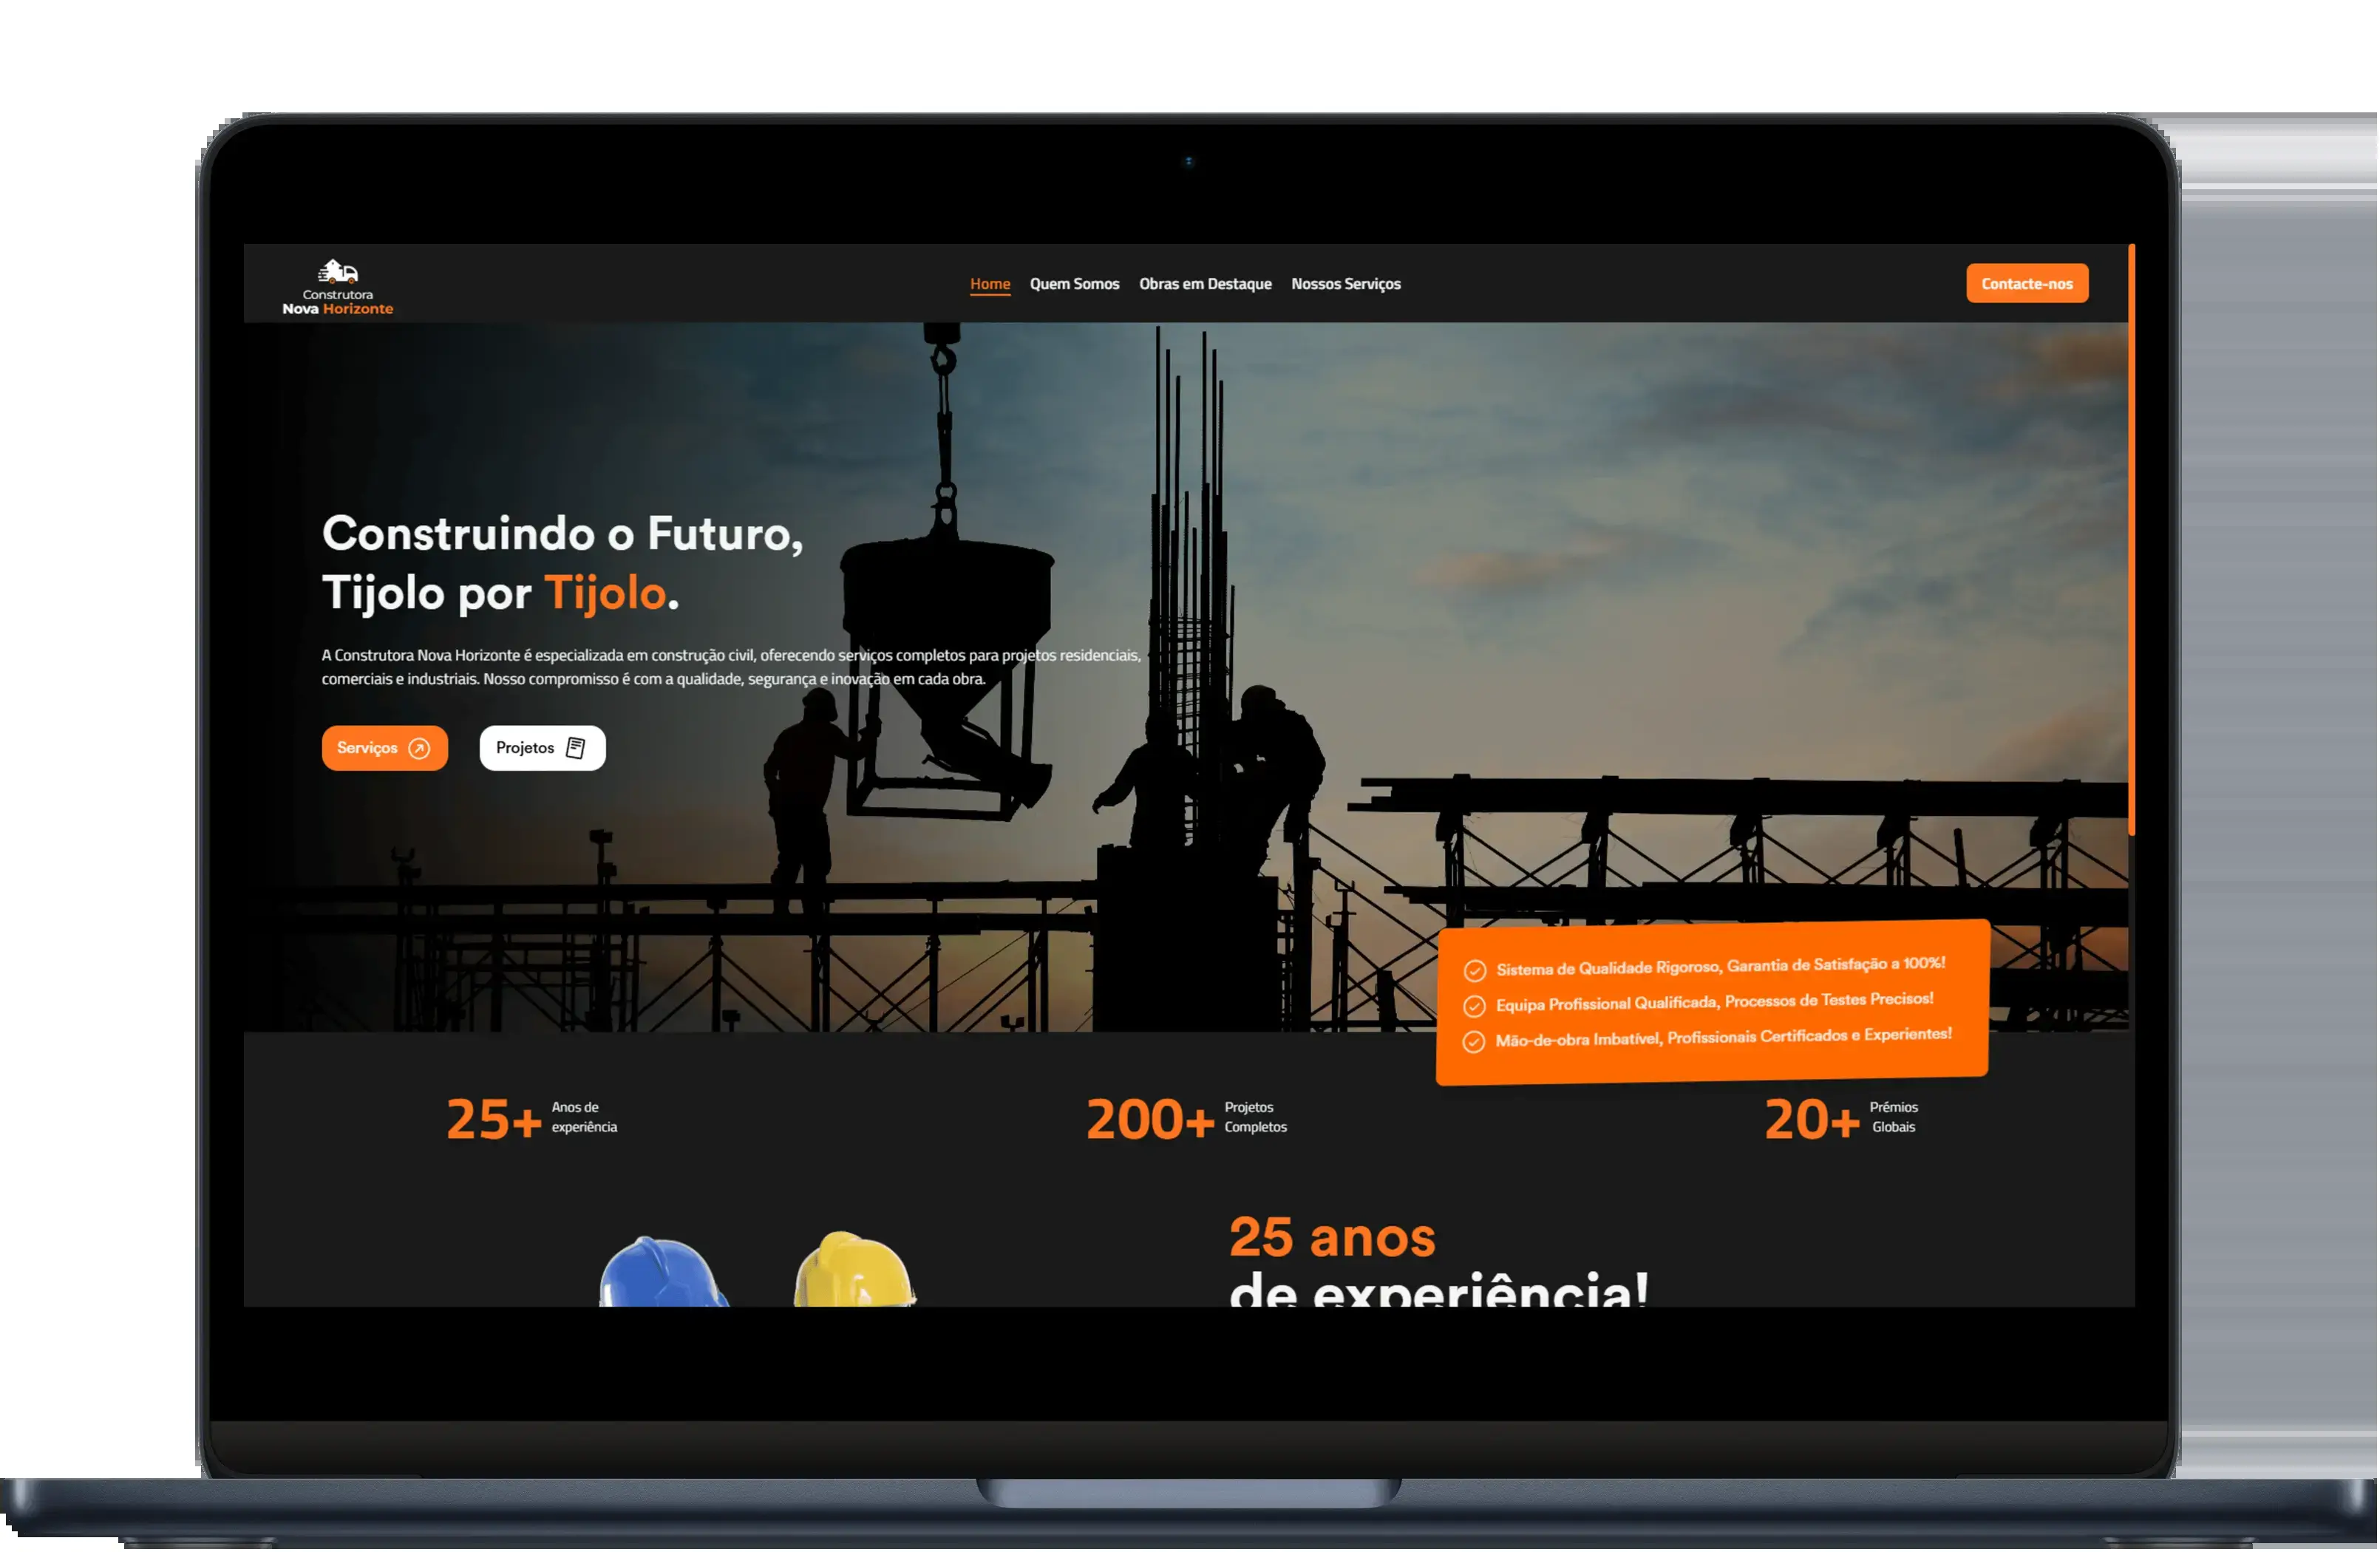 Construtora
Nova Horizonte
Home
Quem Somos
Obras em Destaque
Nossos Serviços
Contacte-nos
Construindo o Futuro,
Tijolo por Tijolo.
A Construtora Nova Horizonte é especializada em construção civil, oferecendo serviços completos para projetos residenciais,
comerciais e industriais. Nosso compromisso é com a qualidade, segurança e inovação em cada obra.
Serviços
Projetos
Sistema de Qualidade Rigoroso, Garantia de Satisfação a 100%!
Equipa Profissional Qualificada, Processos de Testes Precisos!
Mão-de-obra Imbatível, Profissionais Certificados e Experientes!
25+
Anos de
experiência
200+
Projetos
Completos
20+
Prémios
Globais
25 anos
de experiência!